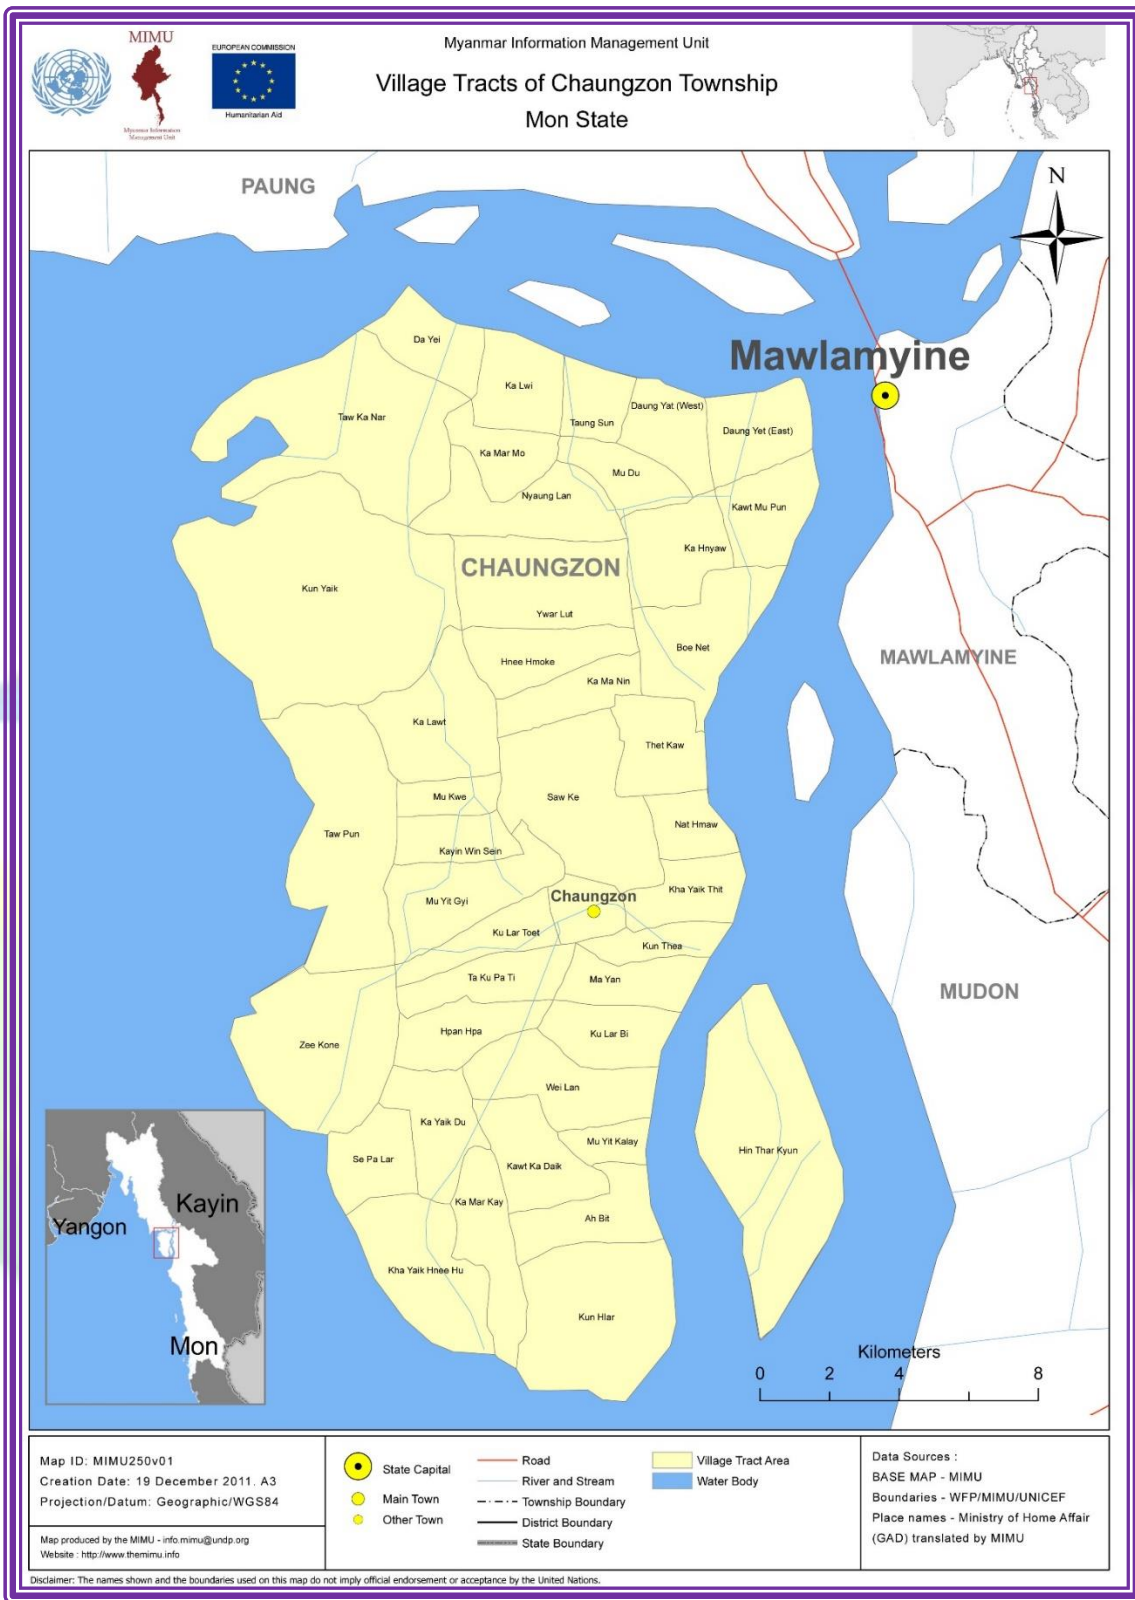 MIMU
Myanmar Information
Management Unit
EUROPEAN COMMISSION
Humanitarian Aid
Myanmar Information Management Unit
Village Tracts of Chaungzon Township
Mon State
PAUNG
N
Mawlamyine
Da Yei
Ka Lwi
Taw Ka Nar
Taung Sun
Daung Yat (West)
Daung Yet (East)
Ka Mar Mo
Mu Du
Nyaung Lan
Kawt Mu Pun
Ka Hnyaw
CHAUNGZON
Kun Yaik
Ywar Lut
Boe Net
MAWLAMYINE
Hnee Hmoke
Ka Ma Nin
Ka Lawt
Thet Kaw
Mu Kwe
Saw Ke
Nat Hmaw
Taw Pun
Kayin Win Sein
Kha Yaik Thit
Chaungzon
Mu Yit Gyi
Ku Lar Toet
Kun Thea
Ta Ku Pa Ti
Ma Yan
MUDON
Hpan Hpa
Ku Lar Bi
Zee Kone
Wei Lan
Ka Yaik Du
Mu Yit Kalay
Hin Thar Kyun
Se Pa Lar
Kawt Ka Daik
Ka Mar Kay
Ah Bit
Kha Yaik Hnee Hu
Kun Hlar
Kayin
Yangon
Mon
Kilometers
0 2 4 8
Map ID: MIMU250v01
Creation Date: 19 December 2011. A3
Projection/Datum: Geographic/WGS84
Map produced by the MIMU - info.mimu@undp.org
Website : http://www.themimu.info
State Capital
Main Town
Other Town
Road
River and Stream
Township Boundary
District Boundary
State Boundary
Village Tract Area
Water Body
Data Sources :
BASE MAP - MIMU
Boundaries - WFP/MIMU/UNICEF
Place names - Ministry of Home Affair
(GAD) translated by MIMU
Disclaimer: The names shown and the boundaries used on this map do not imply official endorsement or acceptance by the United Nations.